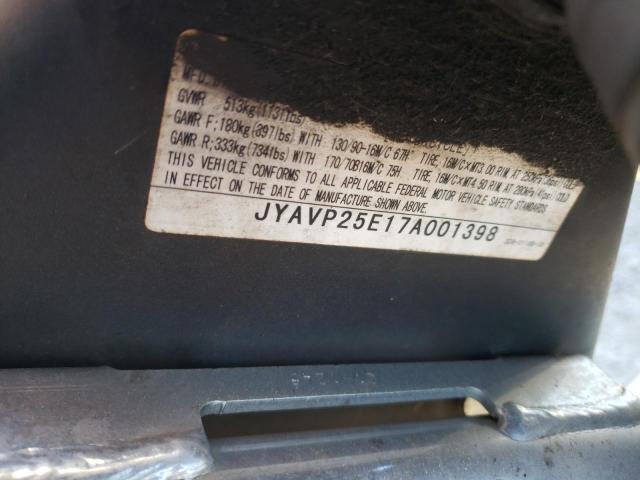 MFD.
GVWR 513kg(1131lbs)
GAWR F:180kg(397lbs)WITH 130/90-16M/C 67H TIRE, 16M/C×MT3.00 RIM, AT
GAWR R:333kg(734lbs)WITH 170/70B16M/C 75H TIRE, 16M/C×MT4.50 RIM, AT
THIS VEHICLE CONFORMS TO ALL APPLICABLE FEDERAL MOTOR VEHICLE SAFETY STANDARDS
IN EFFECT ON THE DATE OF MANUFACTURE SHOWN ABOVE.
JYAVP25E17A001398